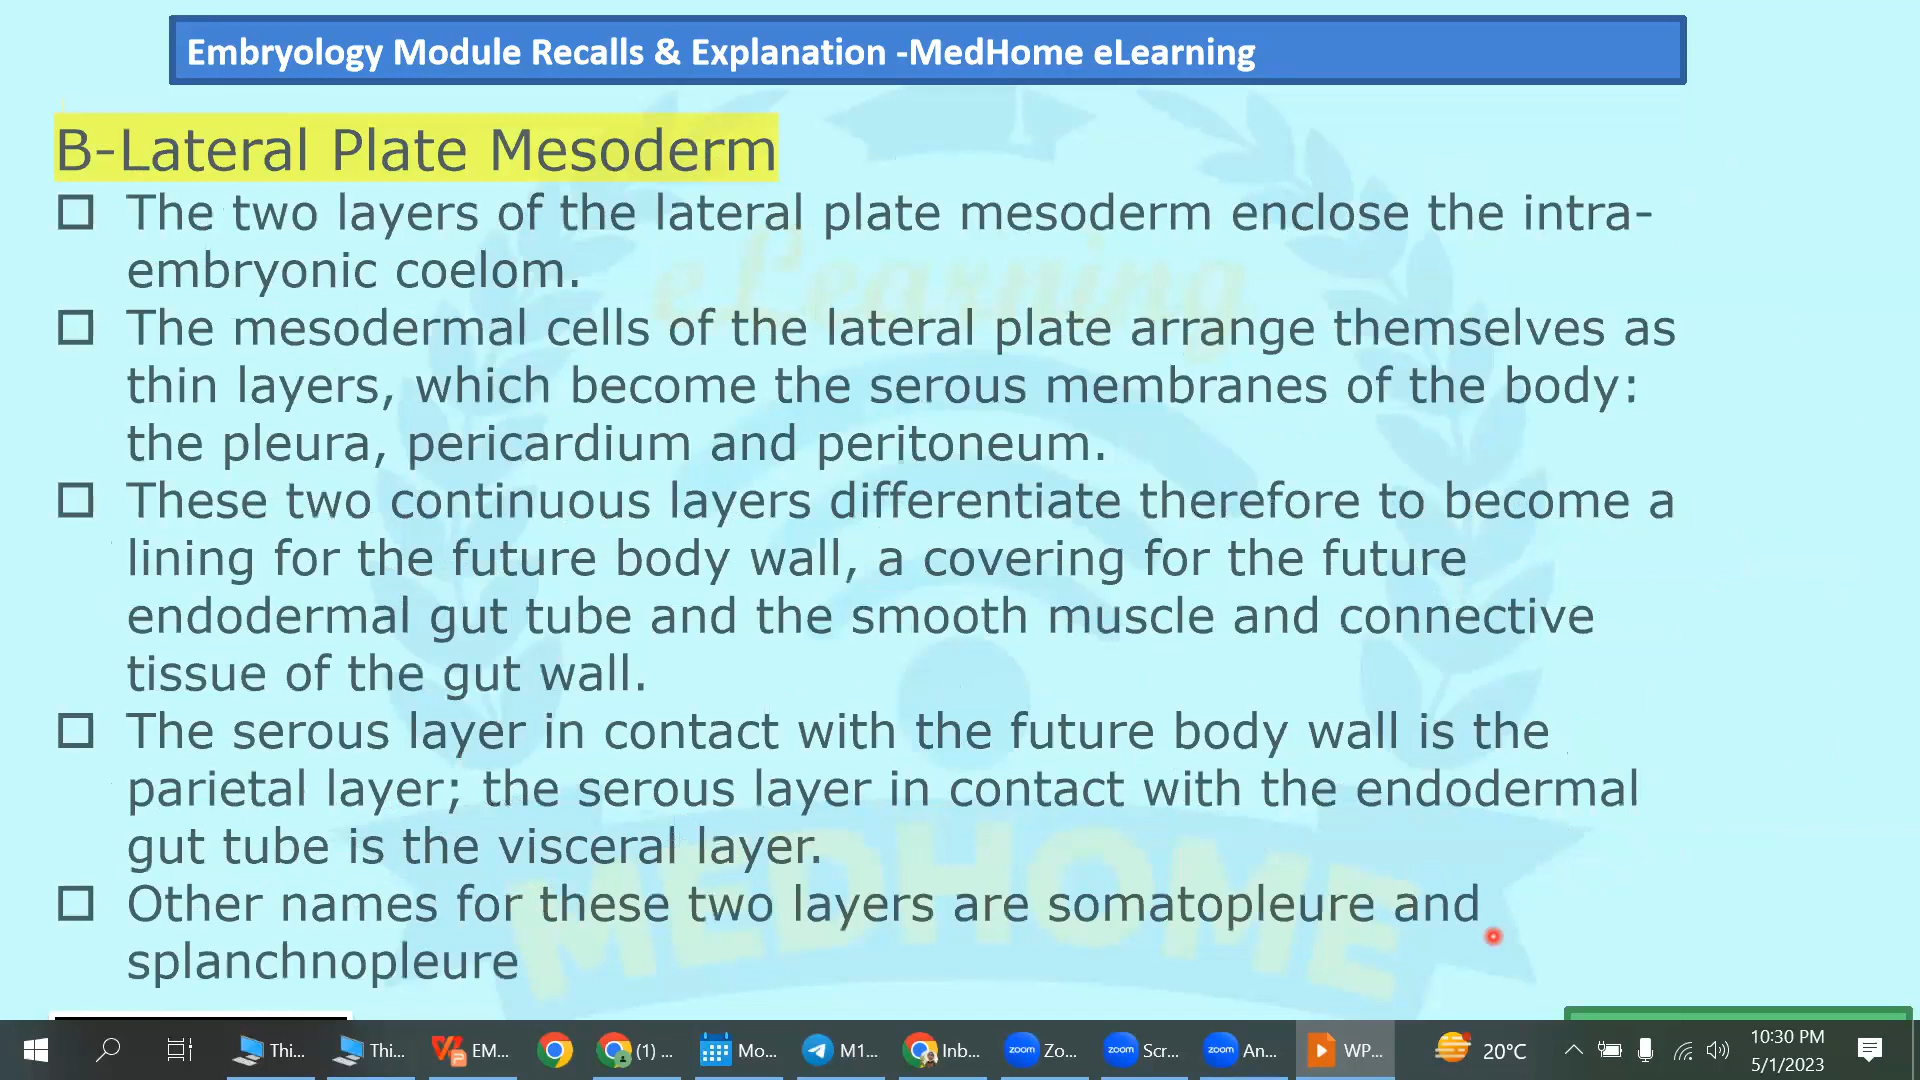 Embryology Module Recalls & Explanation -MedHome eLearning
B-Lateral Plate Mesoderm
The two layers of the lateral plate mesoderm enclose the intra-
embryonic coelom.
The mesodermal cells of the lateral plate arrange themselves as
thin layers, which become the serous membranes of the body:
the pleura, pericardium and peritoneum.
These two continuous layers differentiate therefore to become a
lining for the future body wall, a covering for the future
endodermal gut tube and the smooth muscle and connective
tissue of the gut wall.
The serous layer in contact with the future body wall is the
parietal layer; the serous layer in contact with the endodermal
gut tube is the visceral layer.
Other names for these two layers are somatopleure and
splanchnopleure
eLearning
MEDHOME
Thi...
Thi...
EM...
(1) ...
Mo...
M1...
Inb...
zoom
Zo...
zoom
Scr...
zoom
An...
WP...
20°C
10:30 PM
5/1/2023